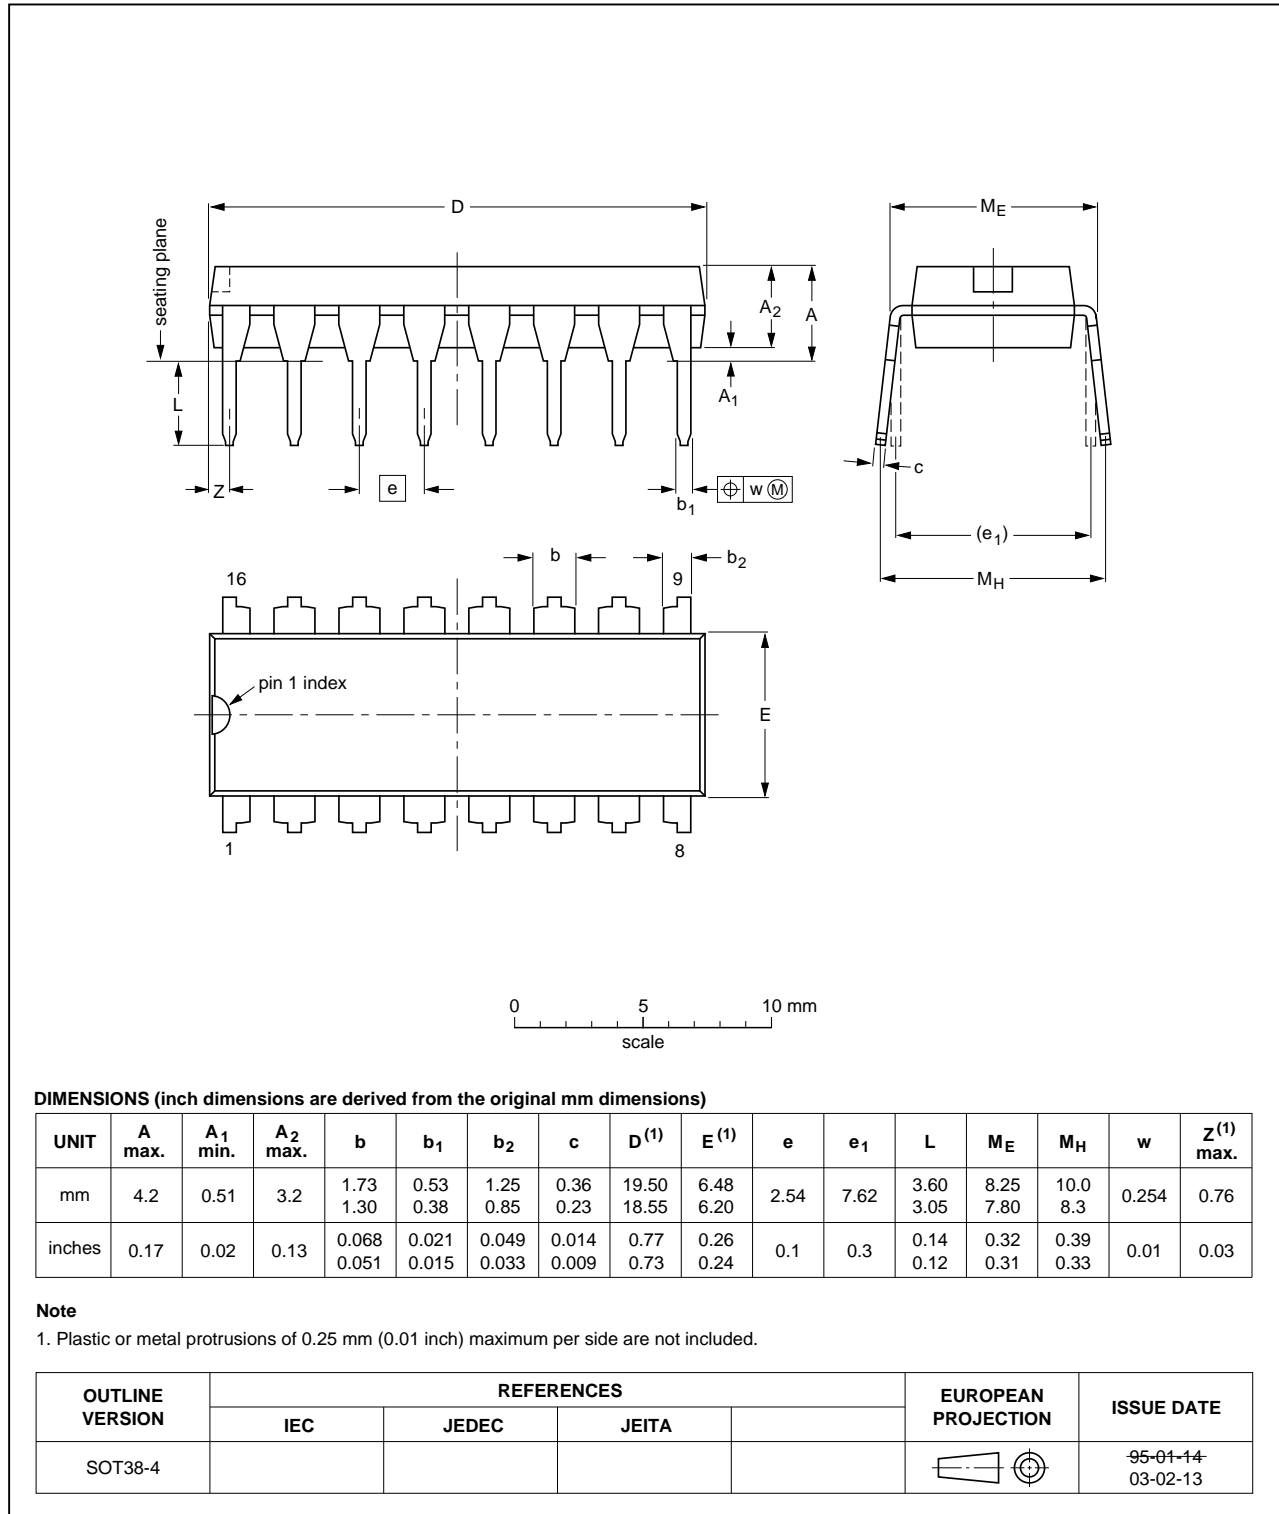 D
M_E
seating plane
A_2
A
L
A_1
c
Z
e
b_1
w M
(e_1)
M_H
b
b_2
16
9
pin 1 index
E
1
8
0 5 10 mm
scale
DIMENSIONS (inch dimensions are derived from the original mm dimensions)
UNIT A max. A1 min. A2 max. b b1 b2 c D(1) E(1) e e1 L ME MH w Z(1) max.
mm 4.2 0.51 3.2 1.73 1.30 0.53 0.38 1.25 0.85 0.36 0.23 19.50 18.55 6.48 6.20 2.54 7.62 3.60 3.05 8.25 7.80 10.0 8.3 0.254 0.76
inches 0.17 0.02 0.13 0.068 0.051 0.021 0.015 0.049 0.033 0.014 0.009 0.77 0.73 0.26 0.24 0.1 0.3 0.14 0.12 0.32 0.31 0.39 0.33 0.01 0.03
Note
1. Plastic or metal protrusions of 0.25 mm (0.01 inch) maximum per side are not included.
OUTLINE VERSION REFERENCES EUROPEAN PROJECTION ISSUE DATE
IEC JEDEC JEITA
SOT38-4 95-01-14
03-02-13